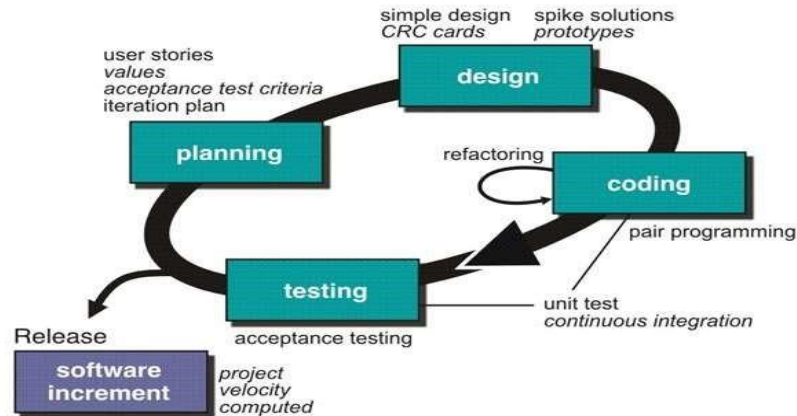 simple design
CRC cards
spike solutions
prototypes
user stories
values
acceptance test criteria
iteration plan
design
planning
refactoring
coding
pair programming
testing
unit test
continuous integration
acceptance testing
Release
software
increment
project
velocity
computed